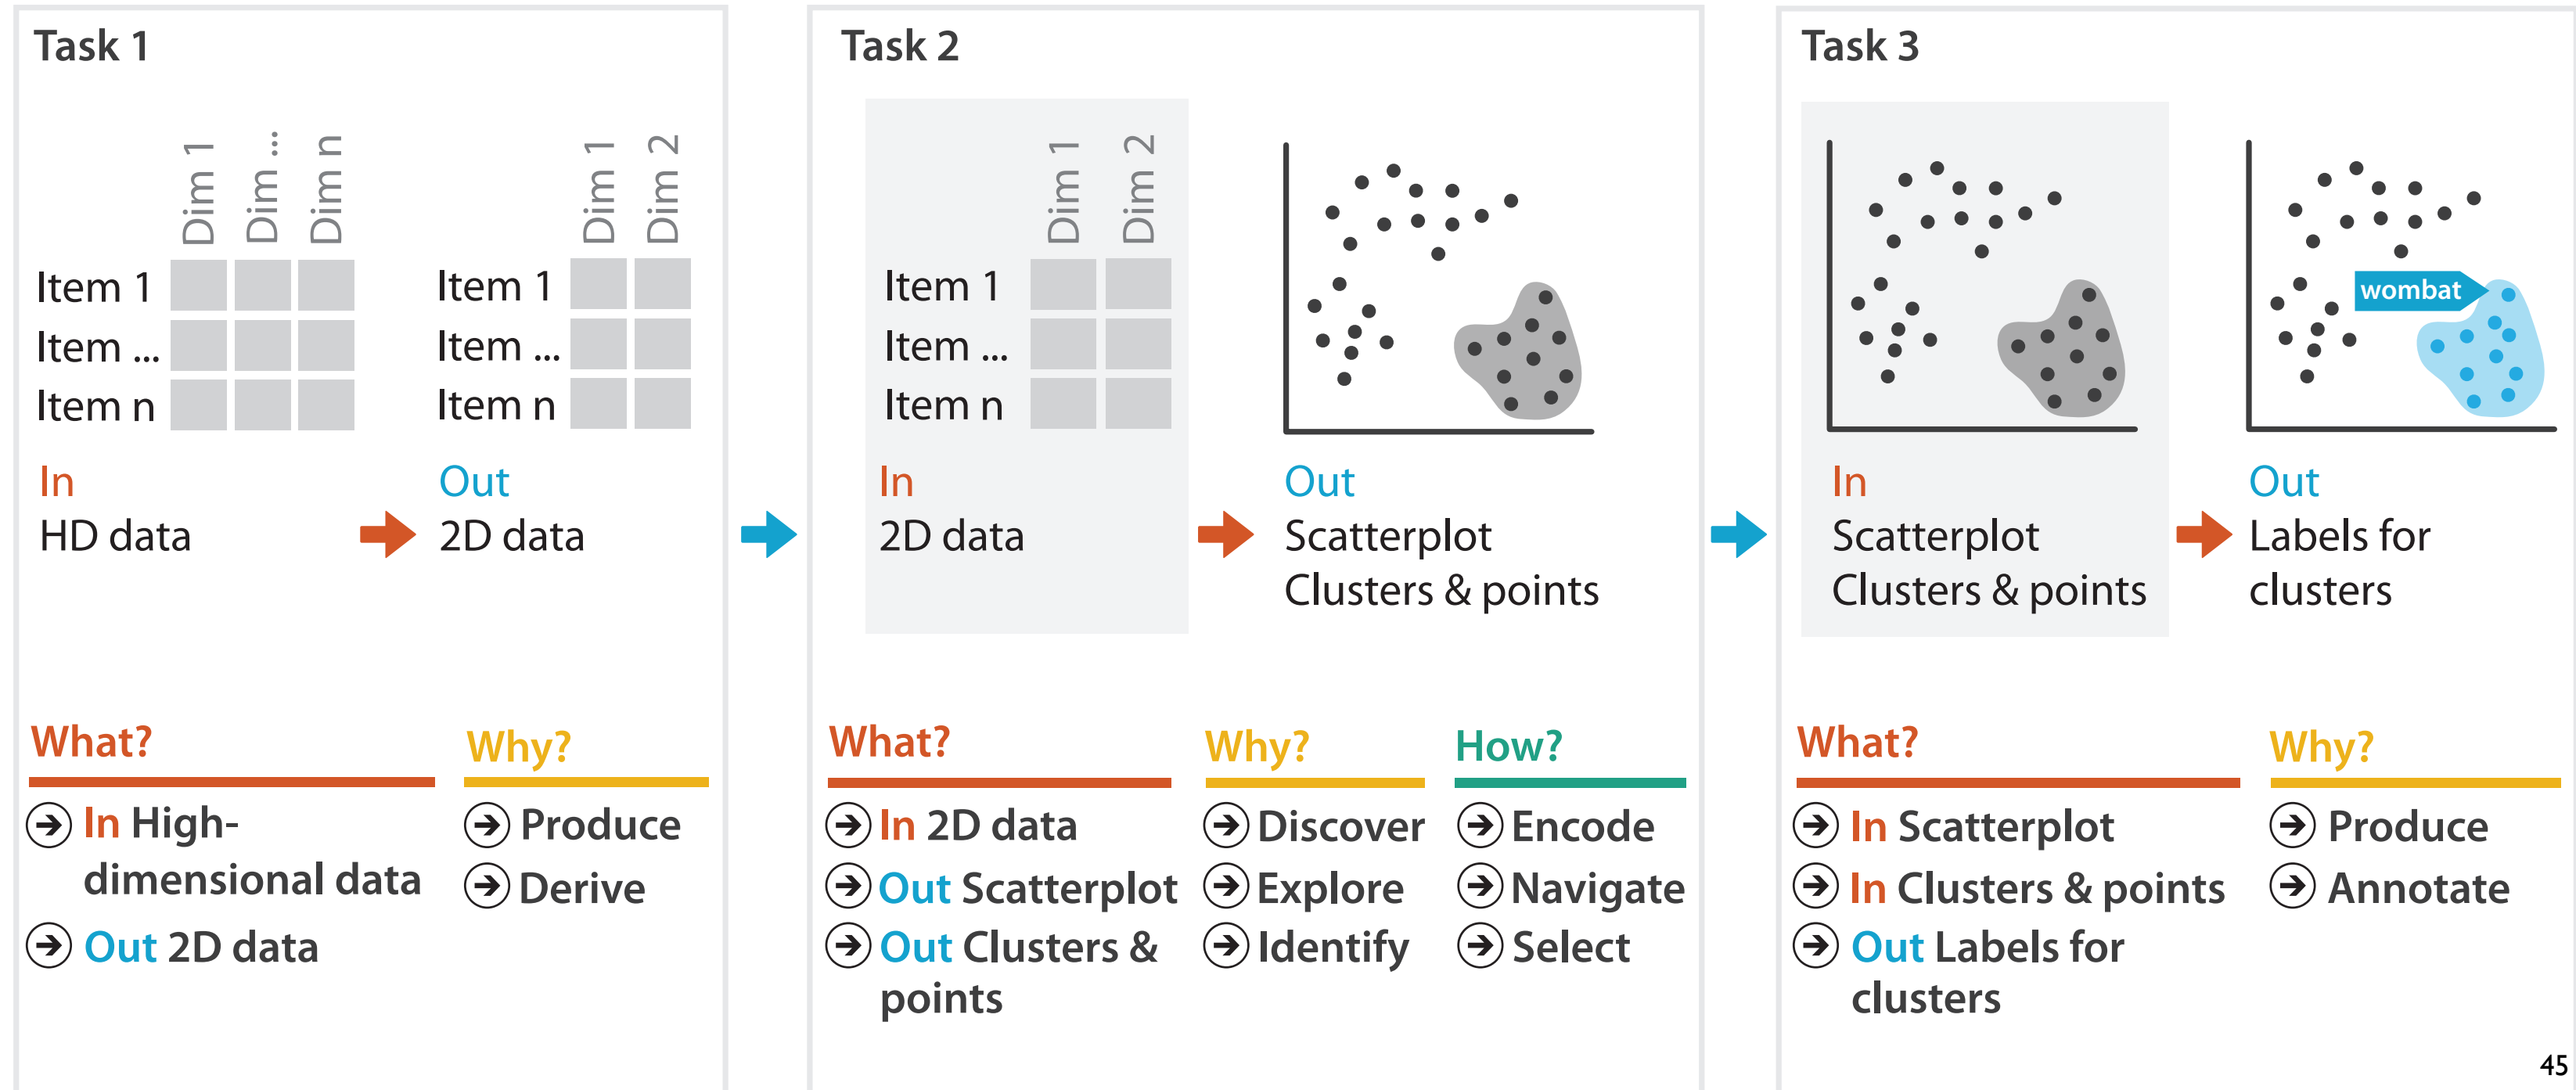 Task 1
Dim 1
Dim ...
Dim n
Item 1
Item ...
Item n
In
HD data
Dim 1
Dim 2
Item 1
Item ...
Item n
Out
2D data
What?
In High-
dimensional data
Out 2D data
Why?
Produce
Derive
Task 2
Dim 1
Dim 2
Item 1
Item ...
Item n
In
2D data
Out
Scatterplot
Clusters & points
What?
In 2D data
Out Scatterplot
Out Clusters &
points
Why?
Discover
Explore
Identify
How?
Encode
Navigate
Select
Task 3
In
Scatterplot
Clusters & points
wombat
Out
Labels for
clusters
What?
In Scatterplot
In Clusters & points
Out Labels for
clusters
Why?
Produce
Annotate
45